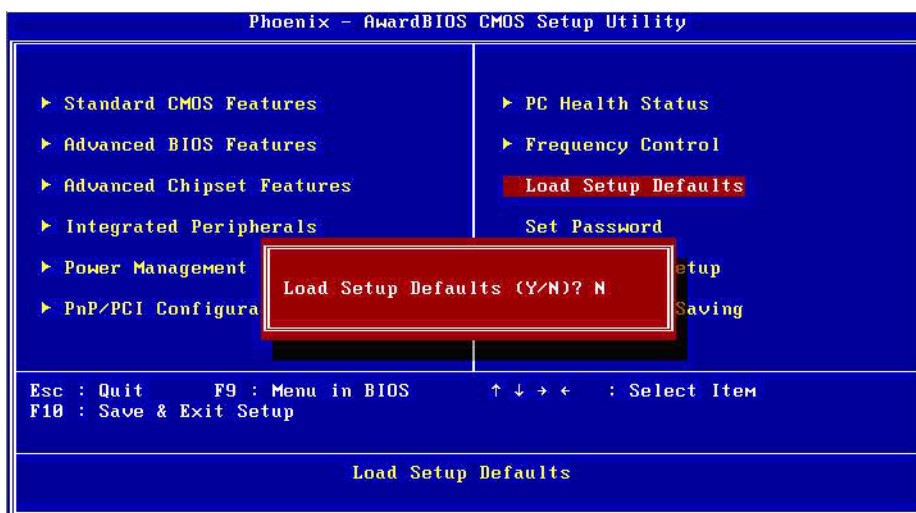 Phoenix - AwardBIOS CMOS Setup Utility
► Standard CMOS Features
► Advanced BIOS Features
► Advanced Chipset Features
► Integrated Peripherals
► Power Management
► PnP/PCI Configura
► PC Health Status
► Frequency Control
Load Setup Defaults
Set Password
etup
Saving
Load Setup Defaults (Y/N)? N
Esc : Quit F9 : Menu in BIOS ↑ ↓ → ← : Select Item
F10 : Save & Exit Setup
Load Setup Defaults